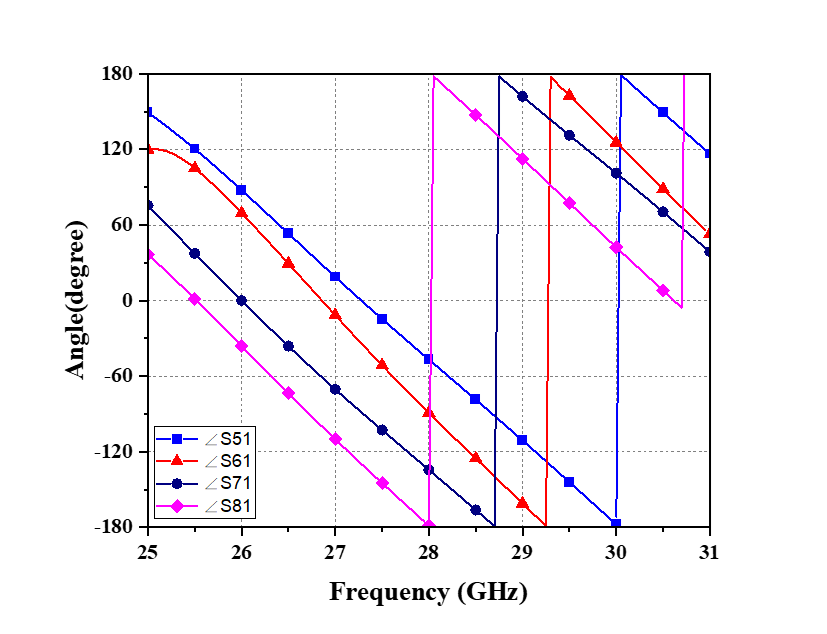 180
120
60
0
-60
-120
-180
Angle(degree)
∠S51
∠S61
∠S71
∠S81
25 26 27 28 29 30 31
Frequency (GHz)